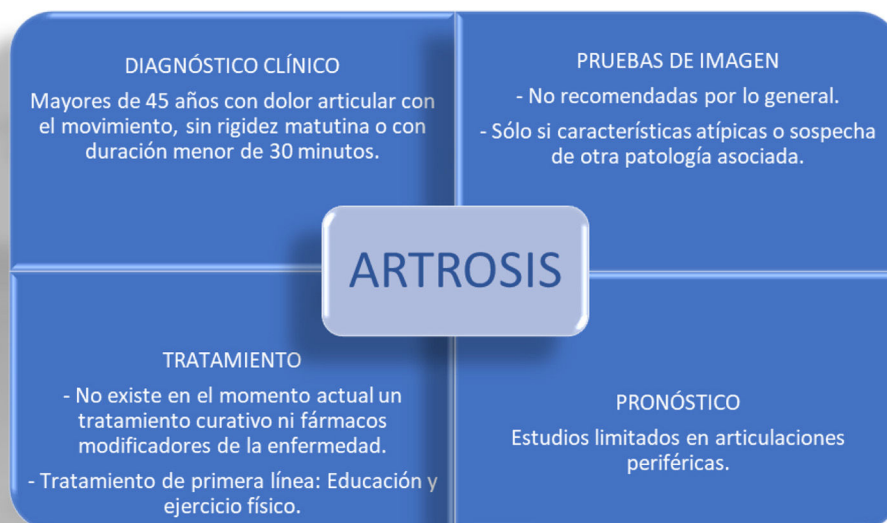 DIAGNÓSTICO CLÍNICO
Mayores de 45 años con dolor articular con
el movimiento, sin rigidez matutina o con
duración menor de 30 minutos.
PRUEBAS DE IMAGEN
- No recomendadas por lo general.
- Sólo si características atípicas o sospecha
de otra patología asociada.
ARTROSIS
TRATAMIENTO
- No existe en el momento actual un
tratamiento curativo ni fármacos
modificadores de la enfermedad.
- Tratamiento de primera línea: Educación y
ejercicio físico.
PRONÓSTICO
Estudios limitados en articulaciones
periféricas.